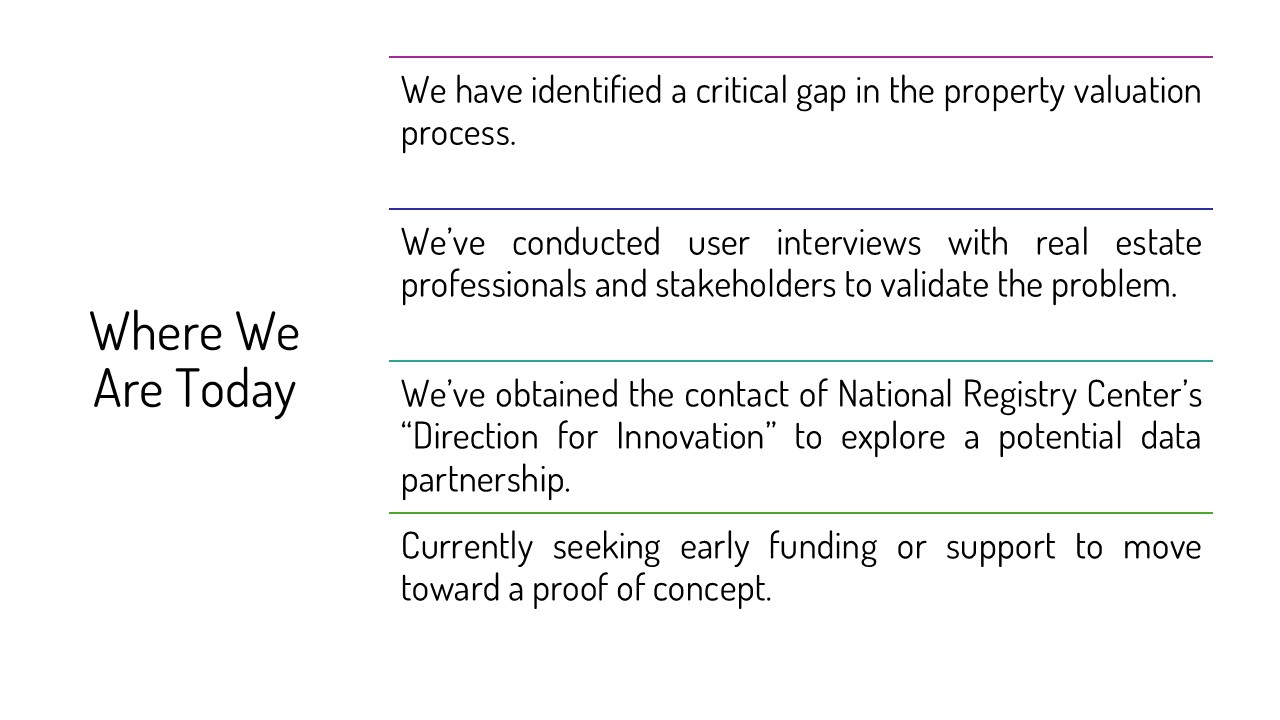 Where We
Are Today
We have identified a critical gap in the property valuation
process.
We’ve conducted user interviews with real estate
professionals and stakeholders to validate the problem.
We’ve obtained the contact of National Registry Center’s
“Direction for Innovation” to explore a potential data
partnership.
Currently seeking early funding or support to move
toward a proof of concept.